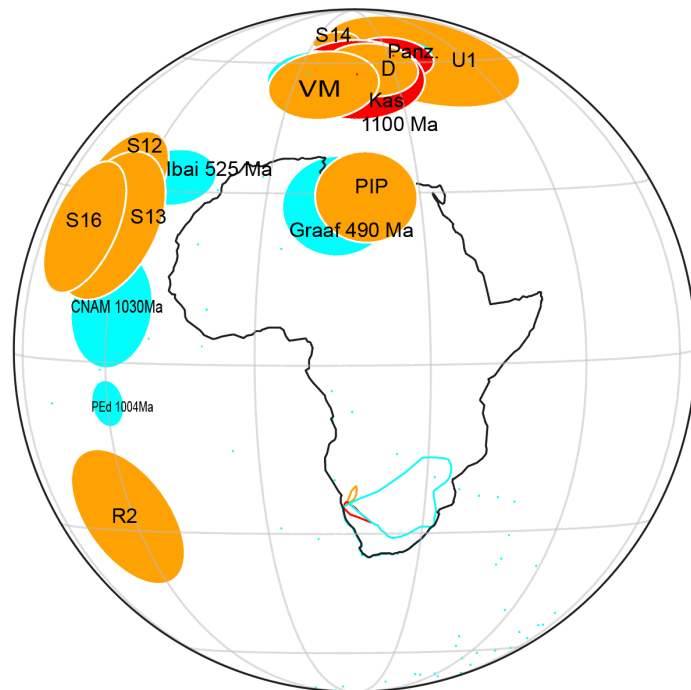 S14
Panz.
U1
D
VM
Kas
1100 Ma
S12
Ibai 525 Ma
PIP
S16
S13
Graaf 490 Ma
CNAM 1030Ma
PEd 1004Ma
R2